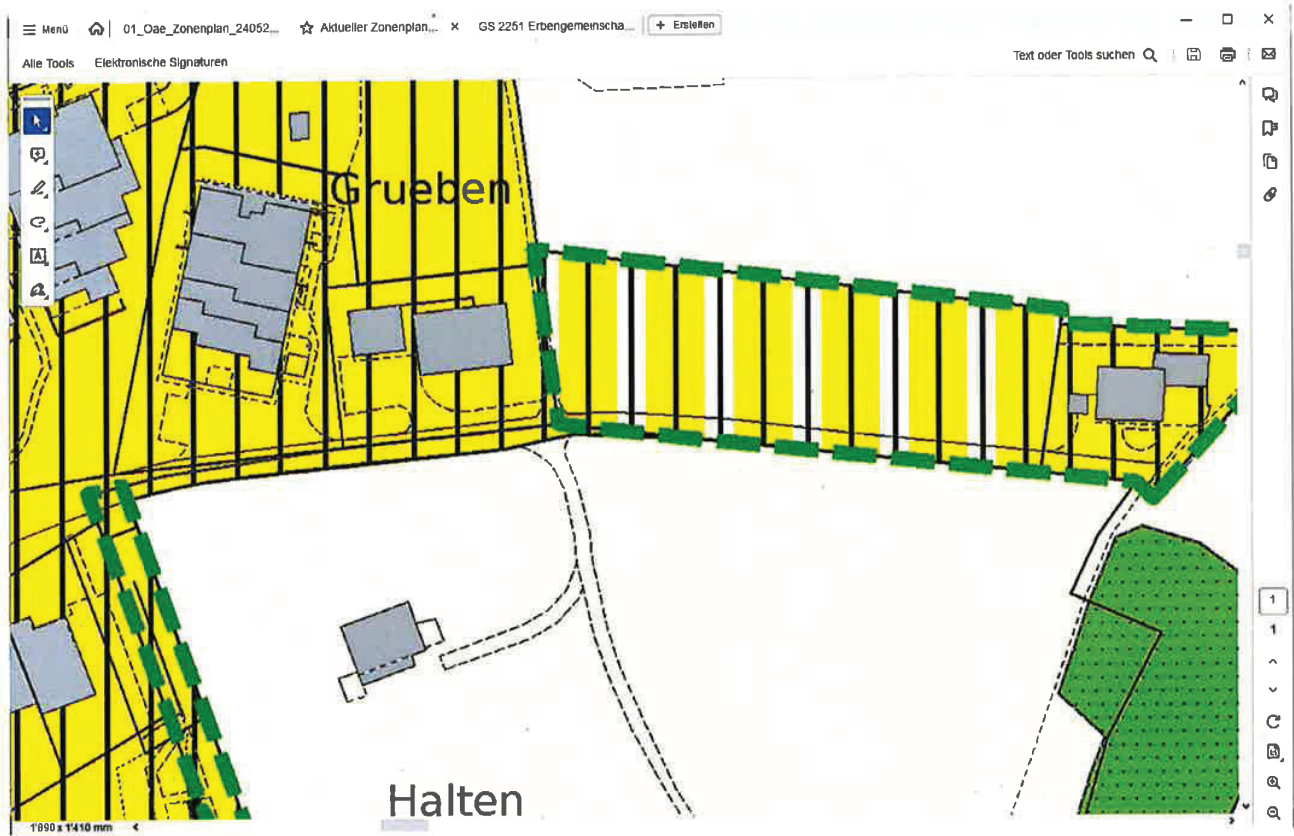 Menü 01_Oae_Zonenplan_24052... Aktueller Zonenplan... × GS 2251 Erbengemeinscha... + Erstellen
Alle Tools Elektronische Signaturen Text oder Tools suchen
Grueben
Halten
1
1
1'890 x 1'410 mm